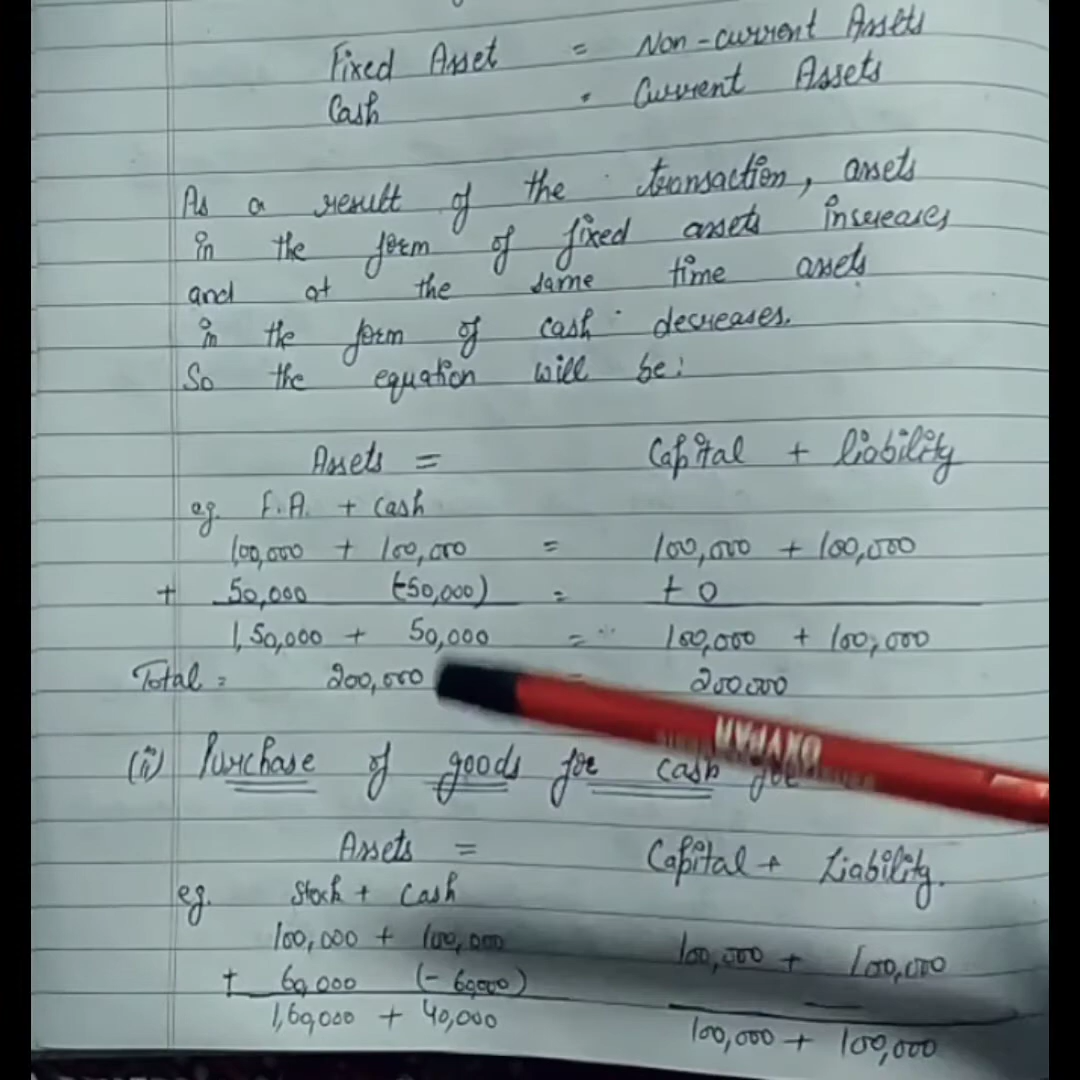 Fixed Asset = Non-current Assets
Cash = Current Assets
As a result of the transaction, assets
in the form of fixed assets increases
and at the same time assets
in the form of cash decreases.
So the equation will be:
Assets = Capital + liability
eg. F.A. + cash
100,000 + 100,000 = 100,000 + 100,000
+ 50,000 (-50,000) = + 0
1,50,000 + 50,000 = 100,000 + 100,000
Total = 200,000 = 200000
OXYPAN
(ii) Purchase of goods for cash
Assets = Capital + Liability.
eg. Stock + cash
100,000 + 100,000 100,000 + 100,000
+ 60,000 (- 60,000) —
1,60,000 + 40,000 100,000 + 100,000